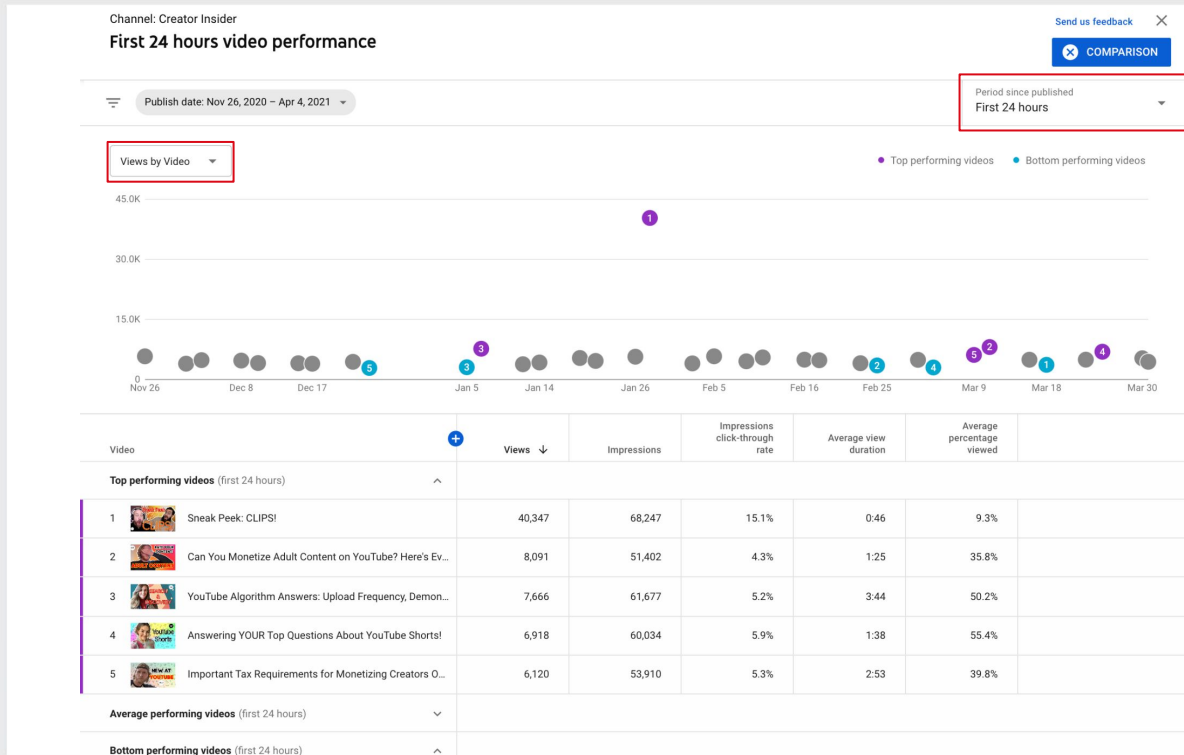 Channel: Creator Insider
Send us feedback
First 24 hours video performance
COMPARISON
Publish date: Nov 26, 2020 – Apr 4, 2021
Period since published
First 24 hours
Views by Video
Top performing videos
Bottom performing videos
45.0K
1
30.0K
15.0K
3
2
5
4
5
3
2
4
1
0
Nov 26
Dec 8
Dec 17
Jan 5
Jan 14
Jan 26
Feb 5
Feb 16
Feb 25
Mar 9
Mar 18
Mar 30
Video
Views
Impressions
Impressions
click-through
rate
Average view
duration
Average
percentage
viewed
Top performing videos (first 24 hours)
1 Sneak Peek: CLIPS! 40,347 68,247 15.1% 0:46 9.3%
2 Can You Monetize Adult Content on YouTube? Here's Ev... 8,091 51,402 4.3% 1:25 35.8%
3 YouTube Algorithm Answers: Upload Frequency, Demon... 7,666 61,677 5.2% 3:44 50.2%
YouTube
Shorts
4 Answering YOUR Top Questions About YouTube Shorts! 6,918 60,034 5.9% 1:38 55.4%
NEW AT
YOUTUBE
5 Important Tax Requirements for Monetizing Creators O... 6,120 53,910 5.3% 2:53 39.8%
Average performing videos (first 24 hours)
Bottom performing videos (first 24 hours)